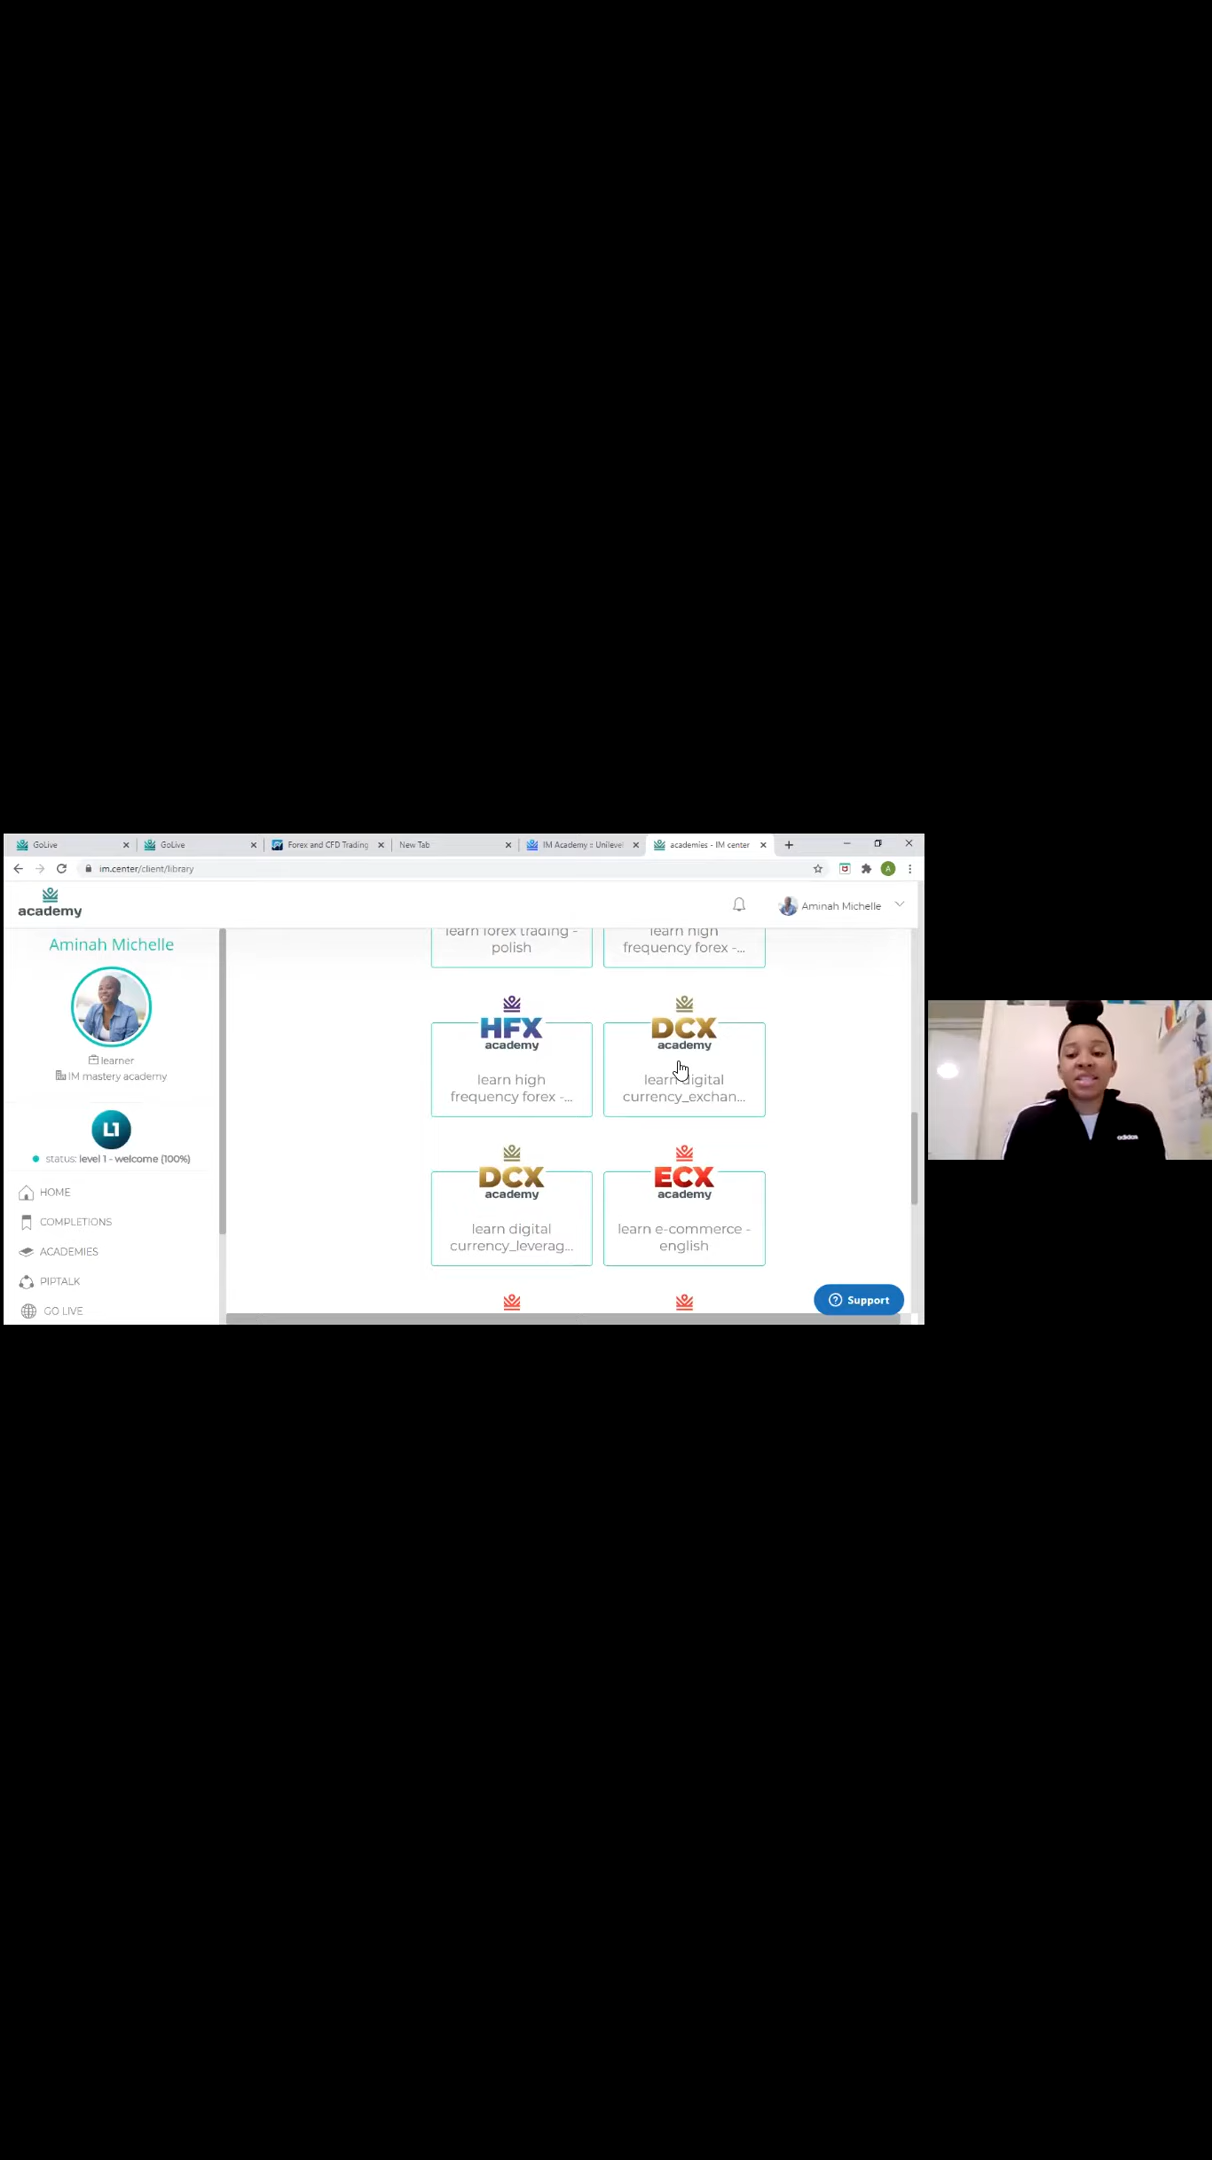 GoLive
GoLive
Forex and CFD Trading
New Tab
IM Academy :: Unilevel
academies - IM center
im.center/client/library
A
academy
Aminah Michelle
Aminah Michelle
learner
IM mastery academy
L1
status: level 1 - welcome (100%)
HOME
COMPLETIONS
ACADEMIES
PIPTALK
GO LIVE
learn forex trading -
polish
learn high
frequency forex -...
HFX
academy
learn high
frequency forex -...
DCX
academy
learn digital
currency_exchan...
DCX
academy
learn digital
currency_leverag...
ECX
academy
learn e-commerce -
english
Support
adidas